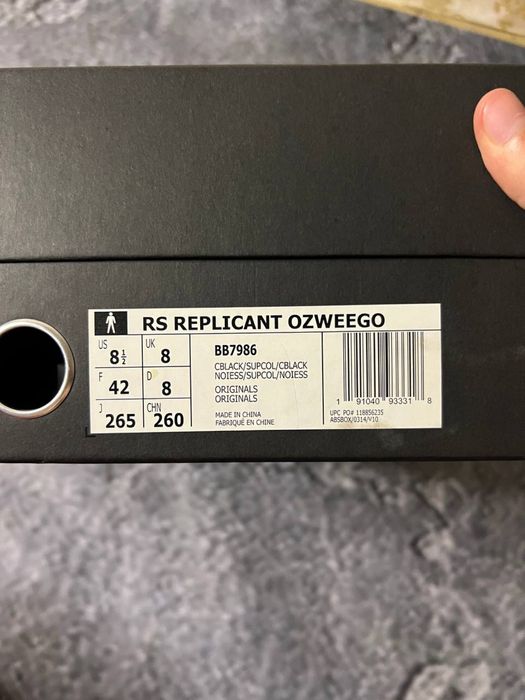 RS REPLICANT OZWEEGO
US 8½ UK 8
F 42 D 8
J 265 CHN 260
BB7986
CBLACK/SUPCOL/CBLACK
NOIESS/SUPCOL/NOIESS
ORIGINALS
ORIGINALS
MADE IN CHINA
FABRIQUÉ EN CHINE
1 91040 93331 8
UPC PO# 118856235
ABSBOX/0314/V10